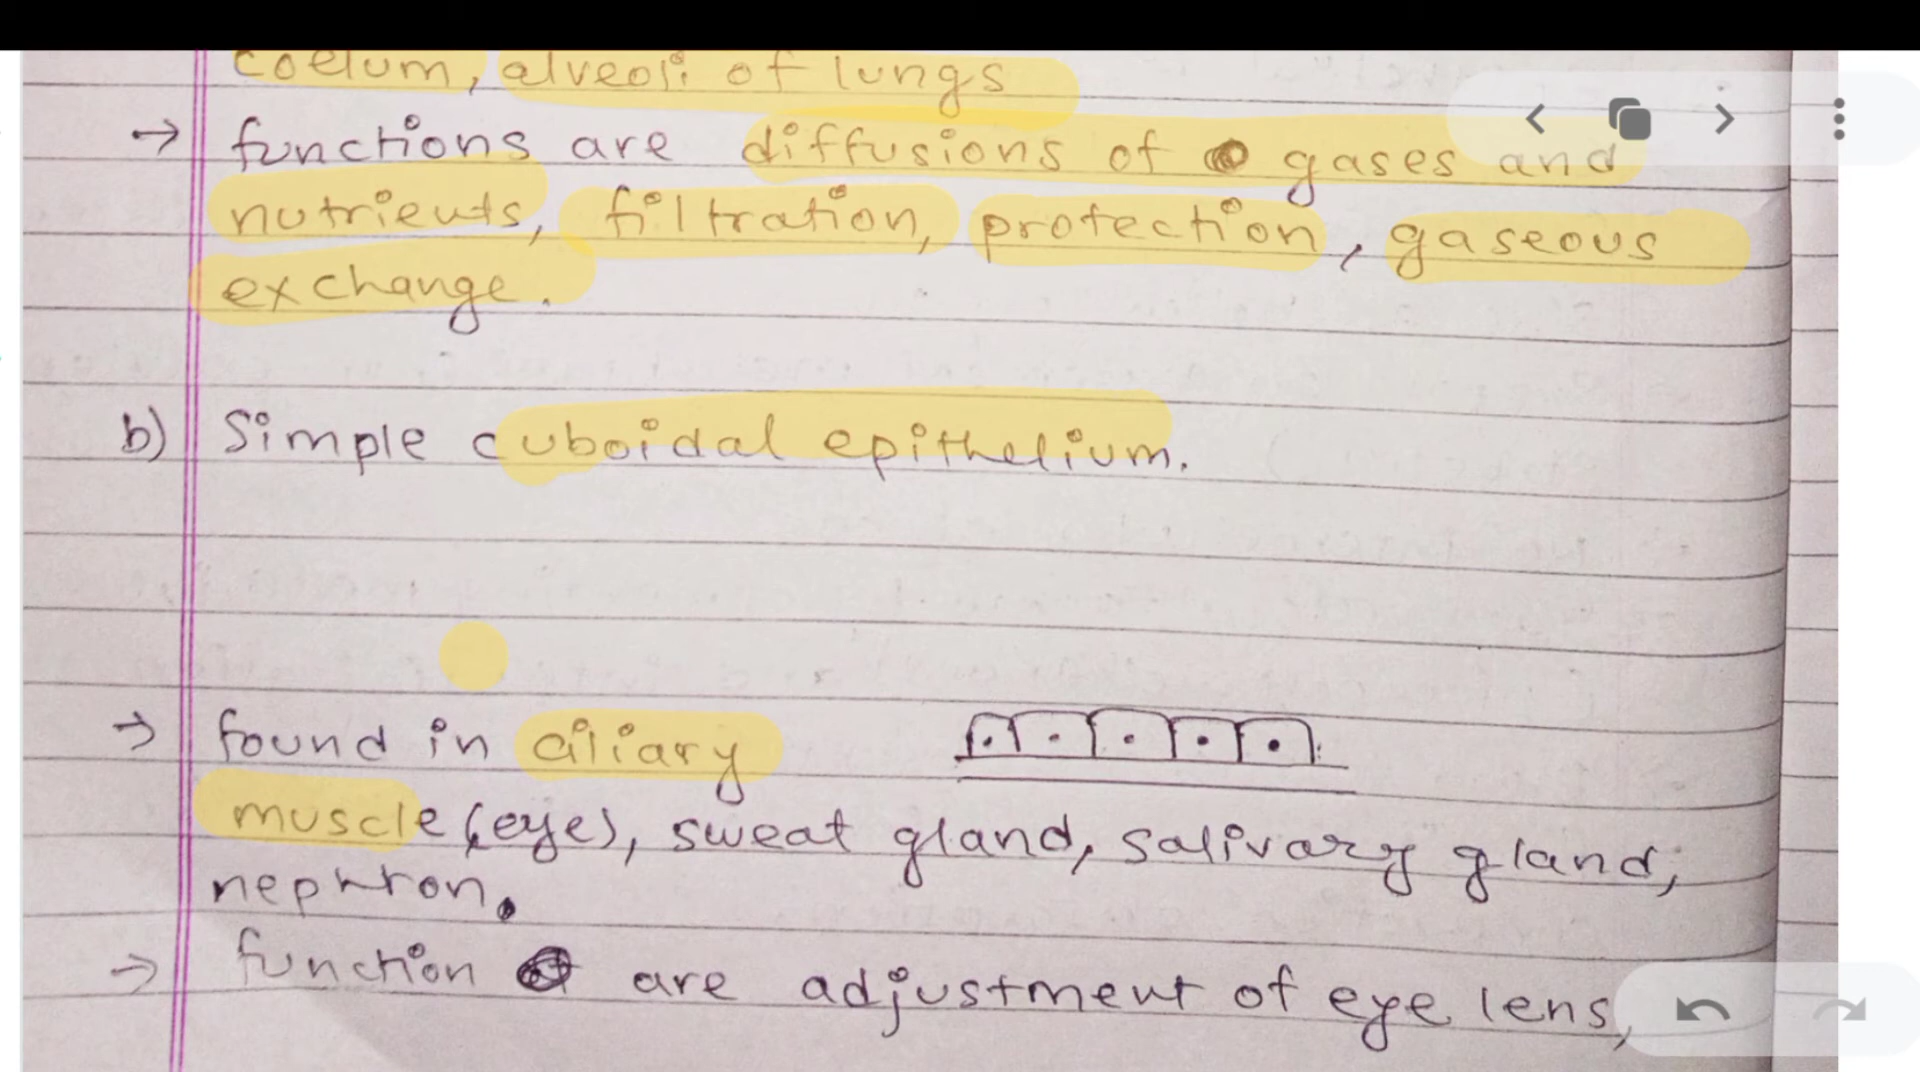 coelum, alveoli of lungs
→ functions are diffusions of gases and
nutrients, filtration, protection, gaseous
exchange.
b) Simple cuboidal epithelium.
→ found in ciliary
muscle (eye), sweat gland, salivary gland,
nephron.
→ function are adjustment of eye lens,